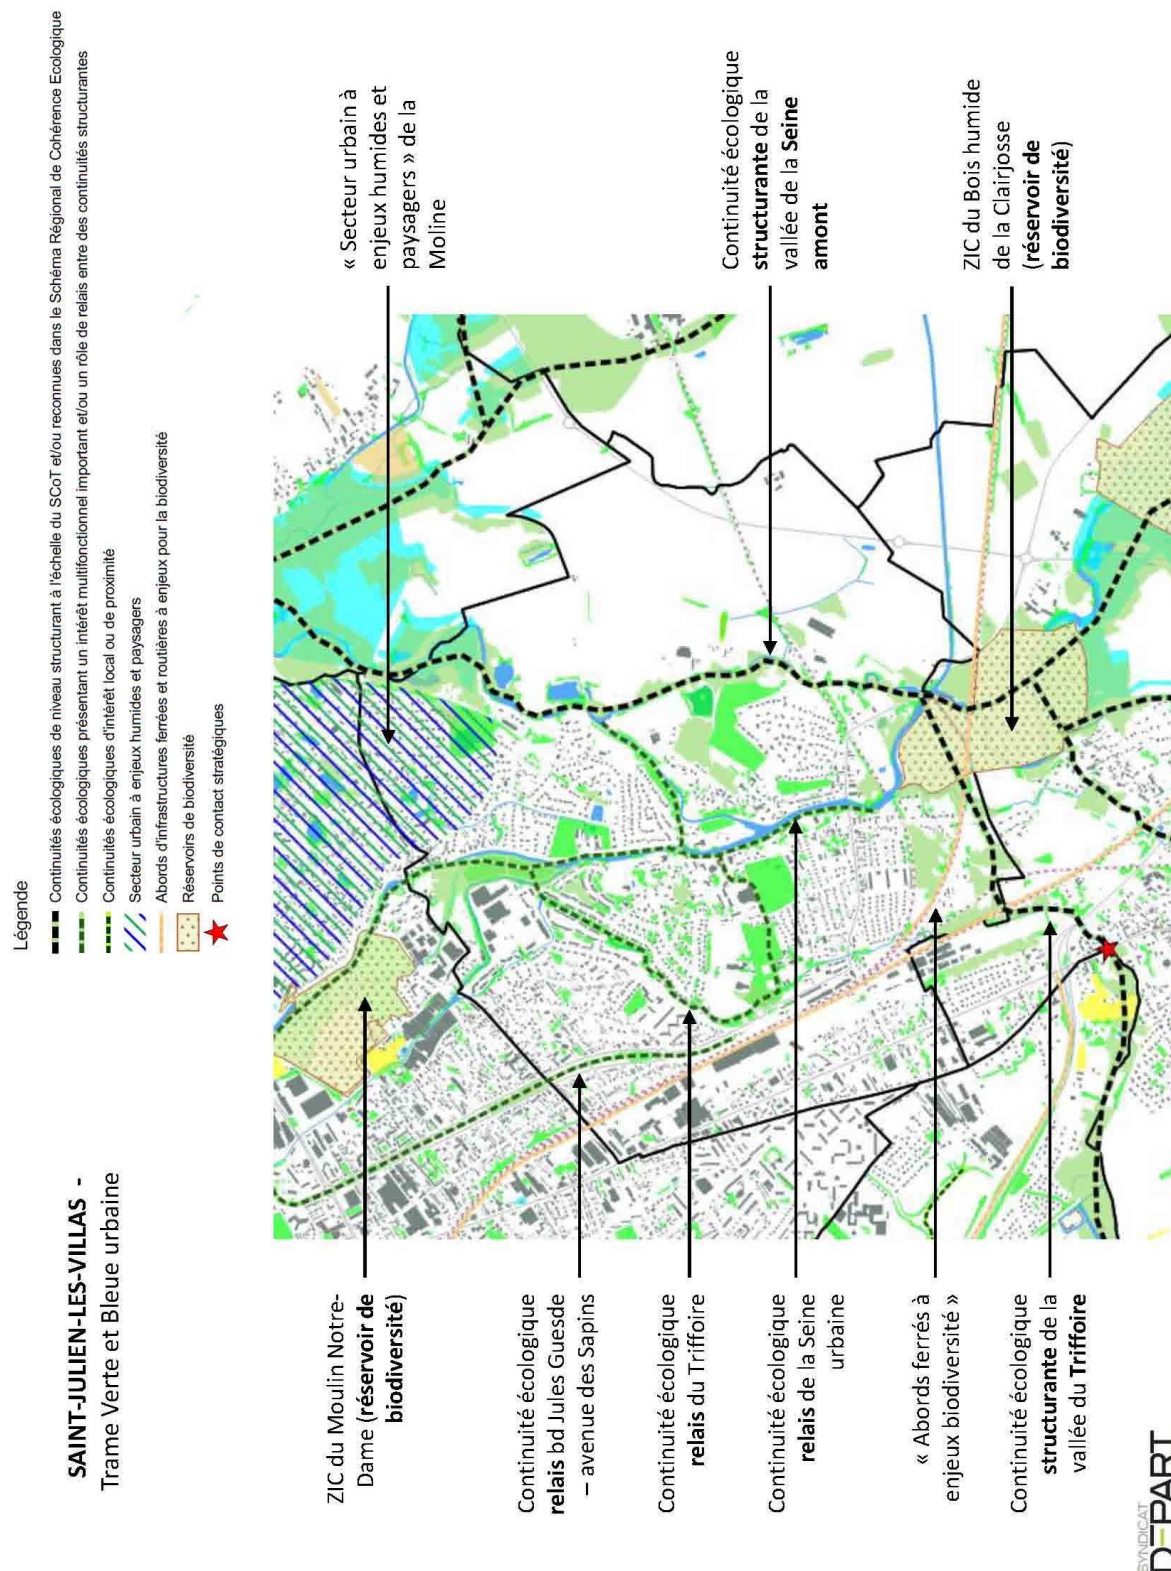 SAINT-JULIEN-LES-VILLAS -
Trame Verte et Bleue urbaine
Légende
Continuités écologiques de niveau structurant à l'échelle du SCoT et/ou reconnues dans le Schéma Régional de Cohérence Ecologique
Continuités écologiques présentant un intérêt multifonctionnel important et/ou un rôle de relais entre des continuités structurantes
Continuités écologiques d'intérêt local ou de proximité
Secteur urbain à enjeux humides et paysagers
Abords d'infrastructures ferrées et routières à enjeux pour la biodiversité
Réservoirs de biodiversité
Points de contact stratégiques
ZIC du Moulin Notre-
Dame (réservoir de
biodiversité)
Continuité écologique
relais bd Jules Guesde
– avenue des Sapins
Continuité écologique
relais du Triffoire
Continuité écologique
relais de la Seine
urbaine
« Abords ferrés à
enjeux biodiversité »
Continuité écologique
structurante de la
vallée du Triffoire
« Secteur urbain à
enjeux humides et
paysagers » de la
Moline
Continuité écologique
structurante de la
vallée de la Seine
amont
ZIC du Bois humide
de la Clairjosse
(réservoir de
biodiversité)
SYNDICAT
DEPART